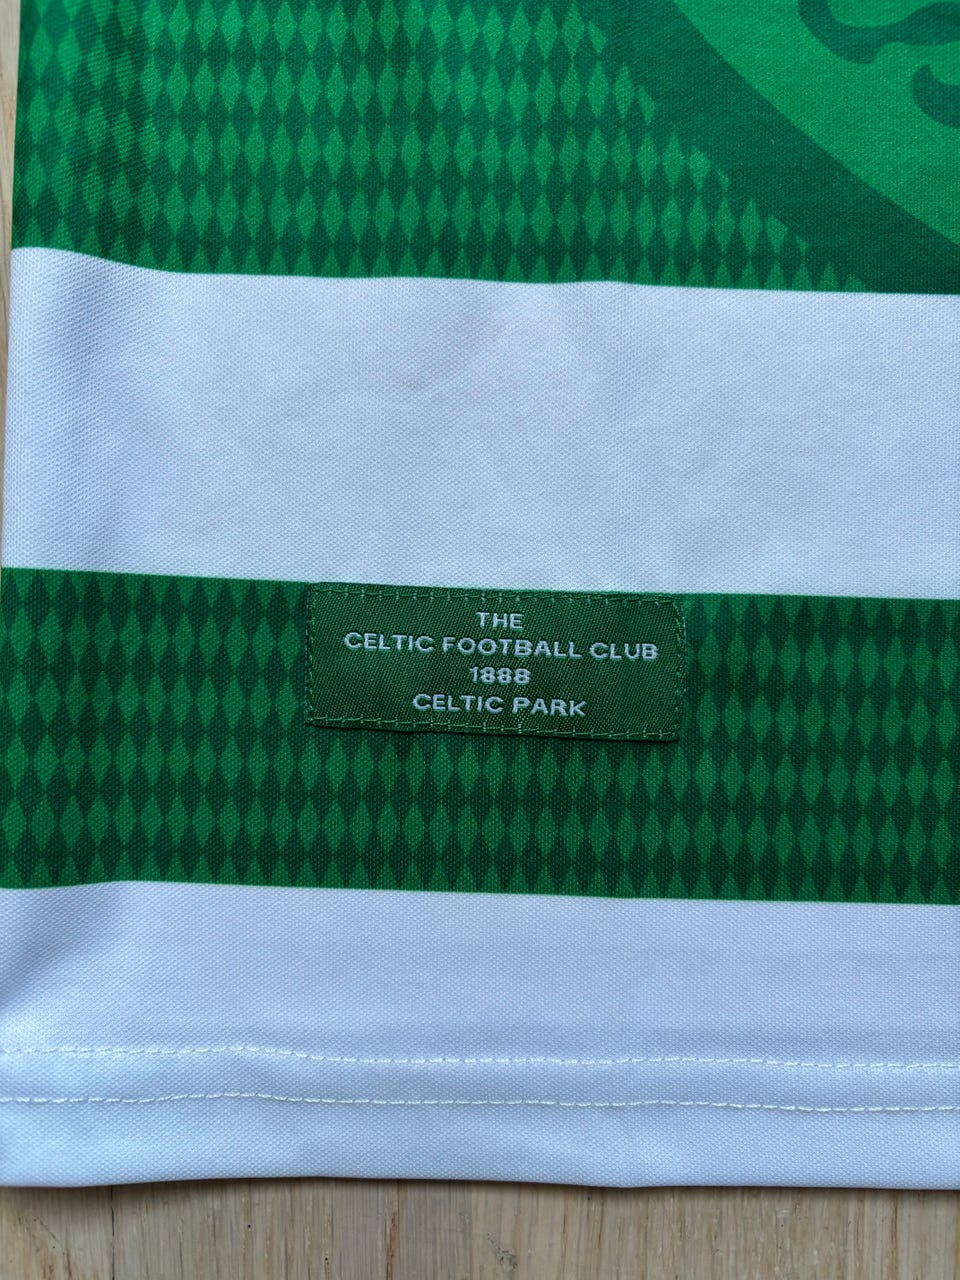 THE
CELTIC FOOTBALL CLUB
1888
CELTIC PARK